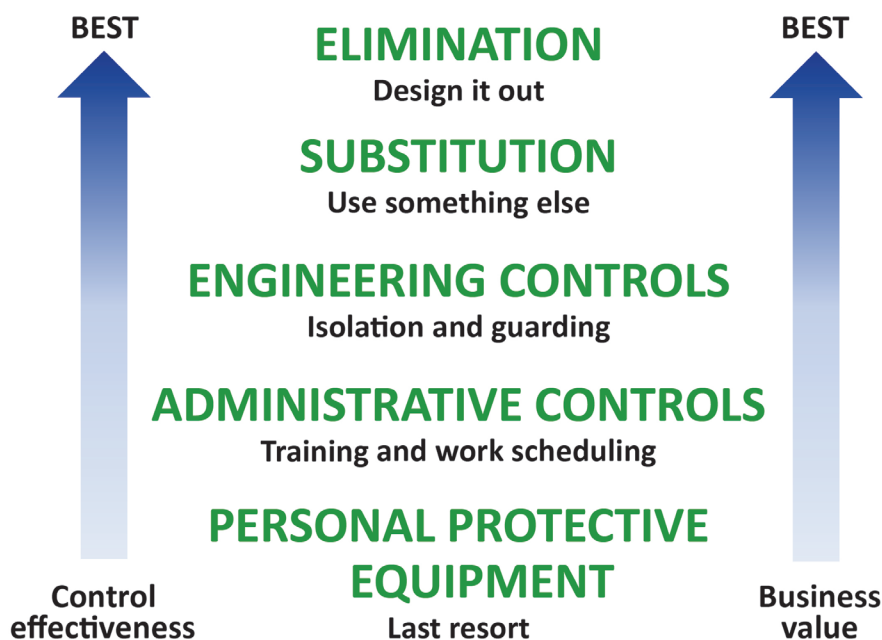 BEST
BEST
ELIMINATION
Design it out
SUBSTITUTION
Use something else
ENGINEERING CONTROLS
Isolation and guarding
ADMINISTRATIVE CONTROLS
Training and work scheduling
PERSONAL PROTECTIVE
EQUIPMENT
Last resort
Control
effectiveness
Business
value